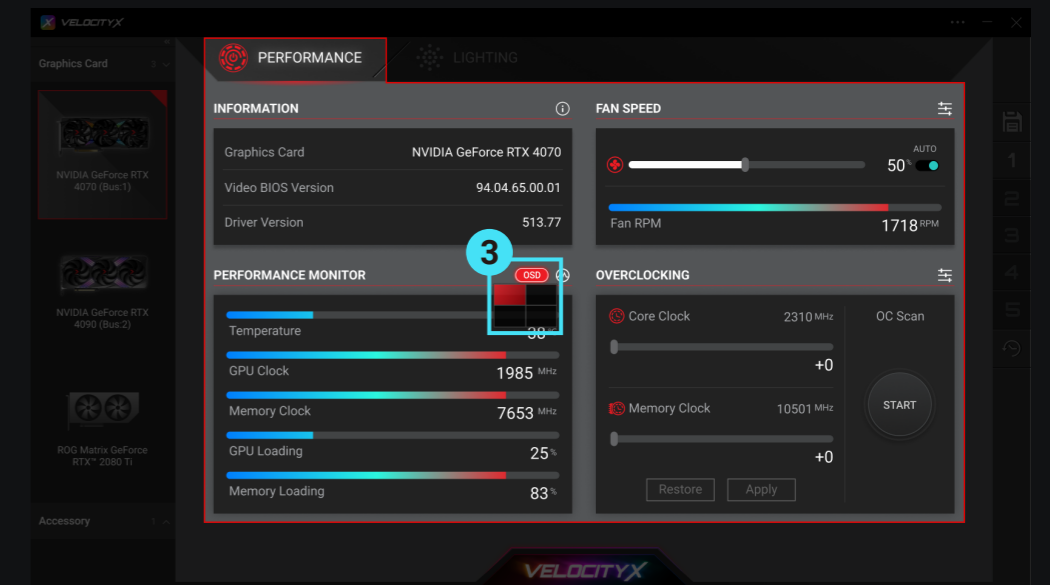 VELOCITYX
Graphics Card 3
PERFORMANCE
LIGHTING
NVIDIA GeForce RTX
4070 (Bus:1)
NVIDIA GeForce RTX
4090 (Bus:2)
ROG Matrix GeForce
RTX™ 2080 Ti
Accessory 1
INFORMATION
Graphics Card NVIDIA GeForce RTX 4070
Video BIOS Version 94.04.65.00.01
Driver Version 513.77
FAN SPEED
AUTO
50%
Fan RPM 1718 RPM
3
PERFORMANCE MONITOR OSD
Temperature 38 °C
GPU Clock 1985 MHz
Memory Clock 7653 MHz
GPU Loading 25%
Memory Loading 83%
OVERCLOCKING
Core Clock 2310 MHz
+0
Memory Clock 10501 MHz
+0
Restore Apply
OC Scan
START
1
2
3
4
5
VELOCITYX